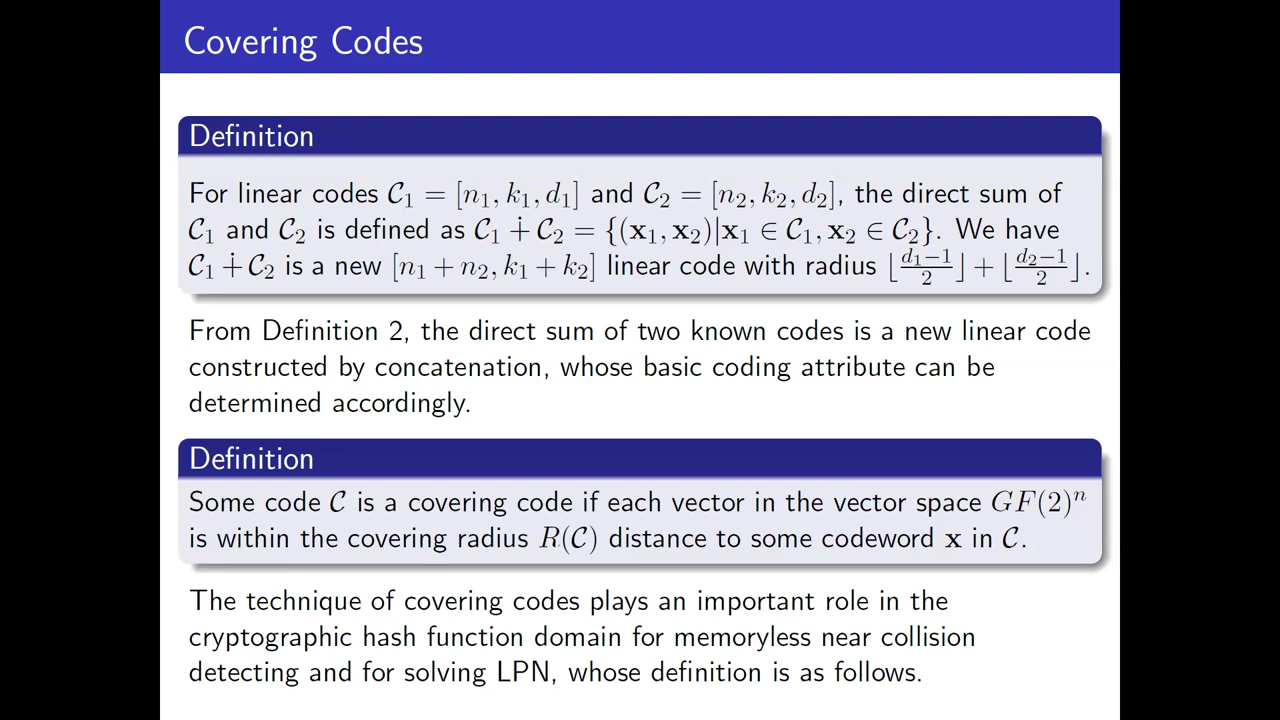 Covering Codes
Definition
For linear codes 𝒞₁ = [n₁, k₁, d₁] and 𝒞₂ = [n₂, k₂, d₂], the direct sum of
𝒞₁ and 𝒞₂ is defined as 𝒞₁ ∔ 𝒞₂ = {(𝐱₁, 𝐱₂)|𝐱₁ ∈ 𝒞₁, 𝐱₂ ∈ 𝒞₂}. We have
𝒞₁ ∔ 𝒞₂ is a new [n₁ + n₂, k₁ + k₂] linear code with radius ⌊(d₁−1)/2⌋ + ⌊(d₂−1)/2⌋.
From Definition 2, the direct sum of two known codes is a new linear code
constructed by concatenation, whose basic coding attribute can be
determined accordingly.
Definition
Some code 𝒞 is a covering code if each vector in the vector space GF(2)ⁿ
is within the covering radius R(𝒞) distance to some codeword 𝐱 in 𝒞.
The technique of covering codes plays an important role in the
cryptographic hash function domain for memoryless near collision
detecting and for solving LPN, whose definition is as follows.